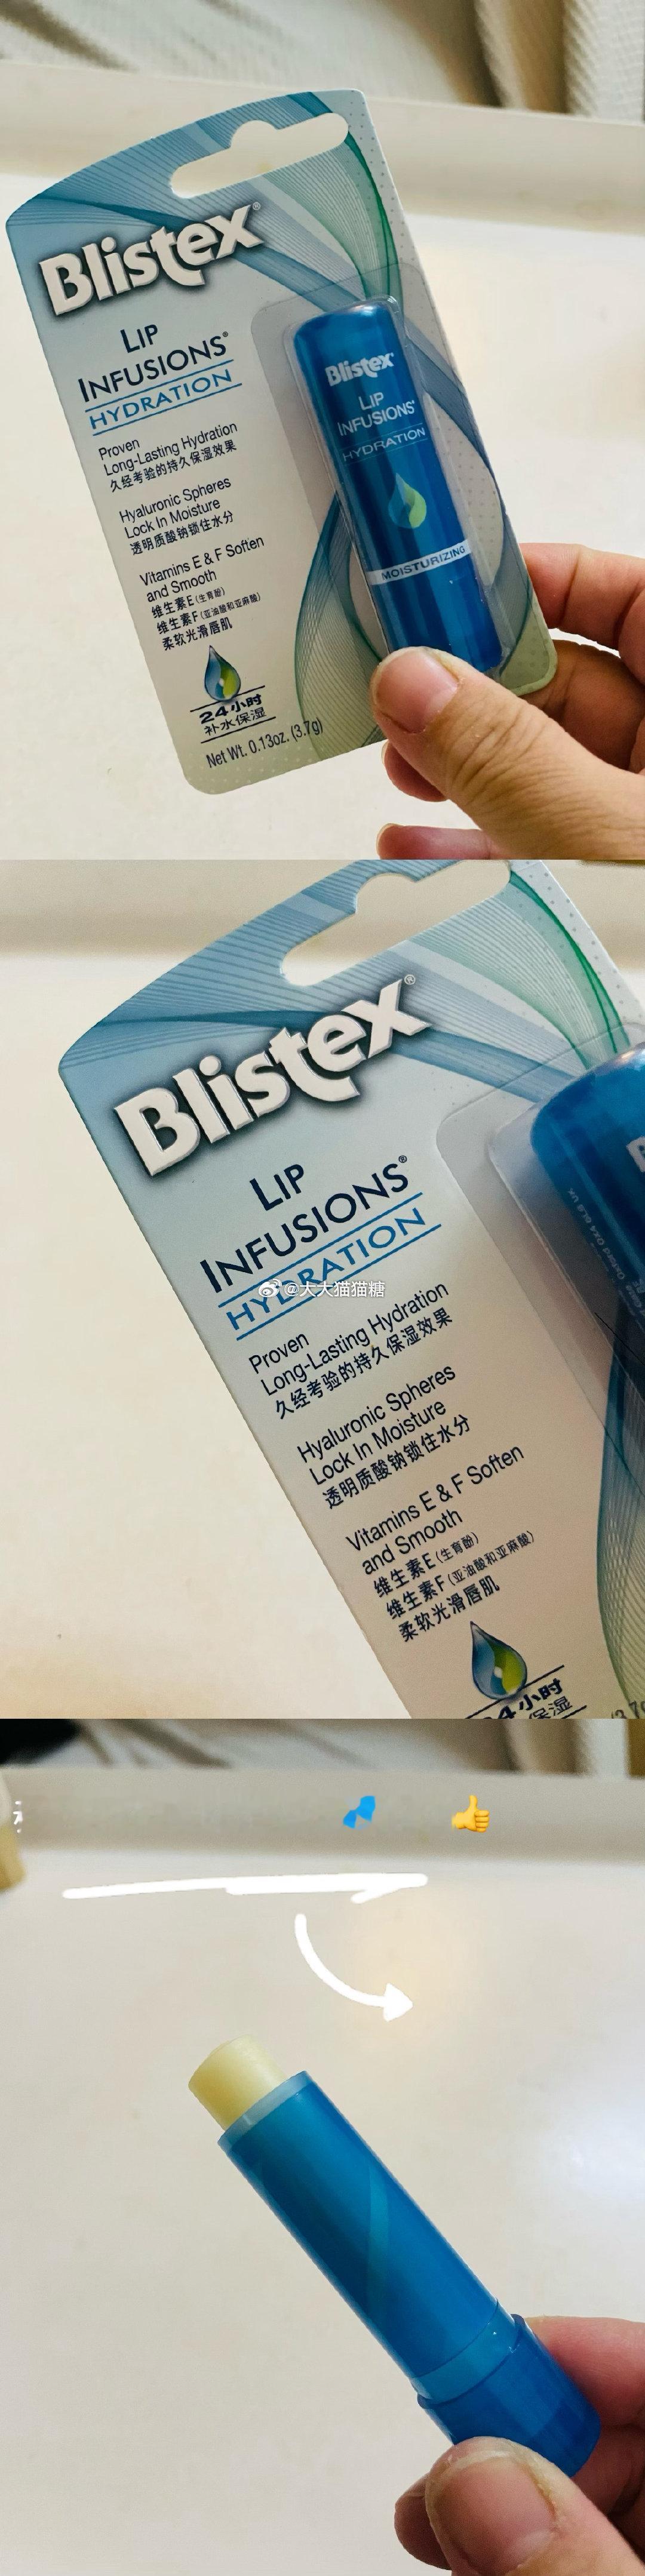 Blistex®
LIP
INFUSIONS®
HYDRATION
Proven
Long-Lasting Hydration
久经考验的持久保湿效果
Hyaluronic Spheres
Lock In Moisture
透明质酸钠锁住水分
Vitamins E & F Soften
and Smooth
维生素E(生育酚)
维生素F(亚油酸和亚麻酸)
柔软光滑唇肌
24小时
补水保湿
Net Wt. 0.13oz. (3.7g)
Blistex®
LIP
INFUSIONS®
HYDRATION
MOISTURIZING
Blistex®
LIP
INFUSIONS®
HYDRATION
@大大猫猫糖
Proven
Long-Lasting Hydration
久经考验的持久保湿效果
Hyaluronic Spheres
Lock In Moisture
透明质酸钠锁住水分
Vitamins E & F Soften
and Smooth
维生素E(生育酚)
维生素F(亚油酸和亚麻酸)
柔软光滑唇肌
小时
保湿